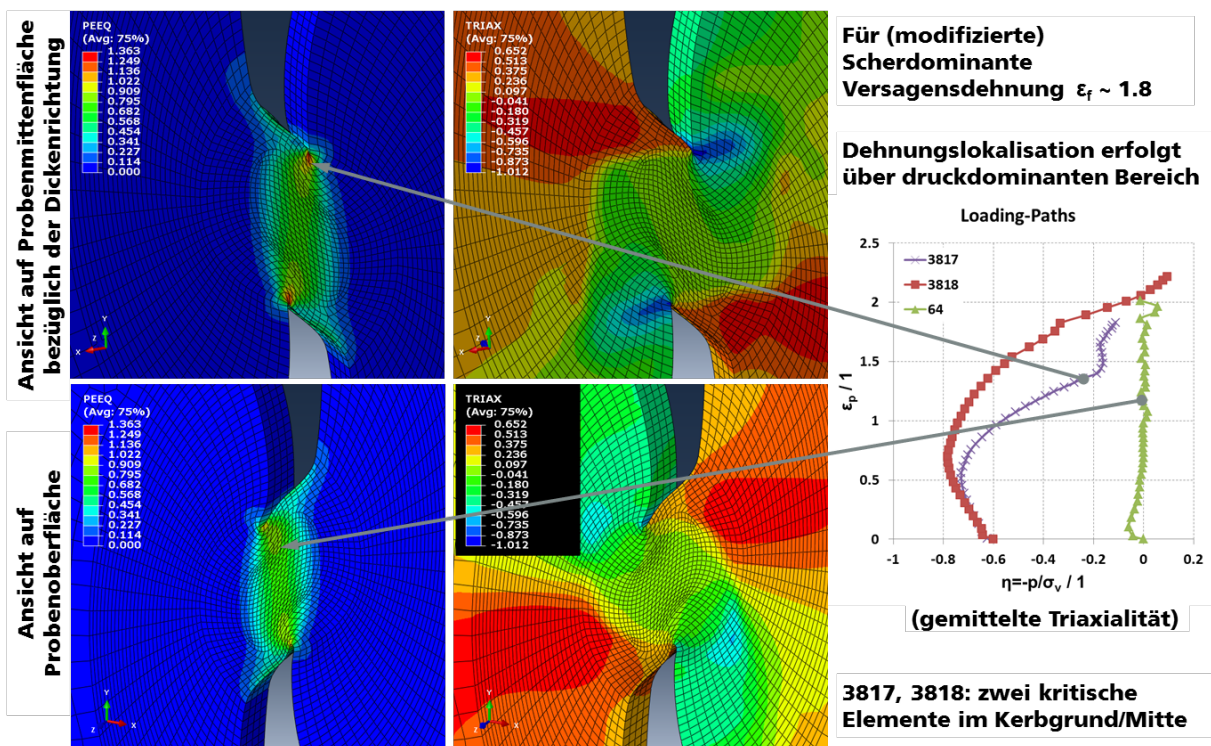 Ansicht auf Probenmittenfläche
bezüglich der Dickenrichtung
PEEQ
(Avg: 75%)
1.363
1.249
1.136
1.022
0.909
0.795
0.682
0.568
0.454
0.341
0.227
0.114
0.000
Y
Z
X
TRIAX
(Avg: 75%)
0.652
0.513
0.375
0.236
0.097
-0.041
-0.180
-0.319
-0.457
-0.596
-0.735
-0.873
-1.012
Y
Z
X
Ansicht auf
Probenoberfläche
PEEQ
(Avg: 75%)
1.363
1.249
1.136
1.022
0.909
0.795
0.682
0.568
0.454
0.341
0.227
0.114
0.000
Y
Z
X
TRIAX
(Avg: 75%)
0.652
0.513
0.375
0.236
0.097
-0.041
-0.180
-0.319
-0.596
-0.735
-0.873
-1.012
Y
Z
X
Für (modifizierte)
Scherdominante
Versagensdehnung εf ~ 1.8
Dehnungslokalisation erfolgt
über druckdominanten Bereich
Loading-Paths
3817
3818
64
2.5
2
1.5
1
0.5
0
εp / 1
-1
-0.8
-0.6
-0.4
-0.2
0
0.2
η=-p/σv / 1
(gemittelte Triaxialität)
3817, 3818: zwei kritische
Elemente im Kerbgrund/Mitte